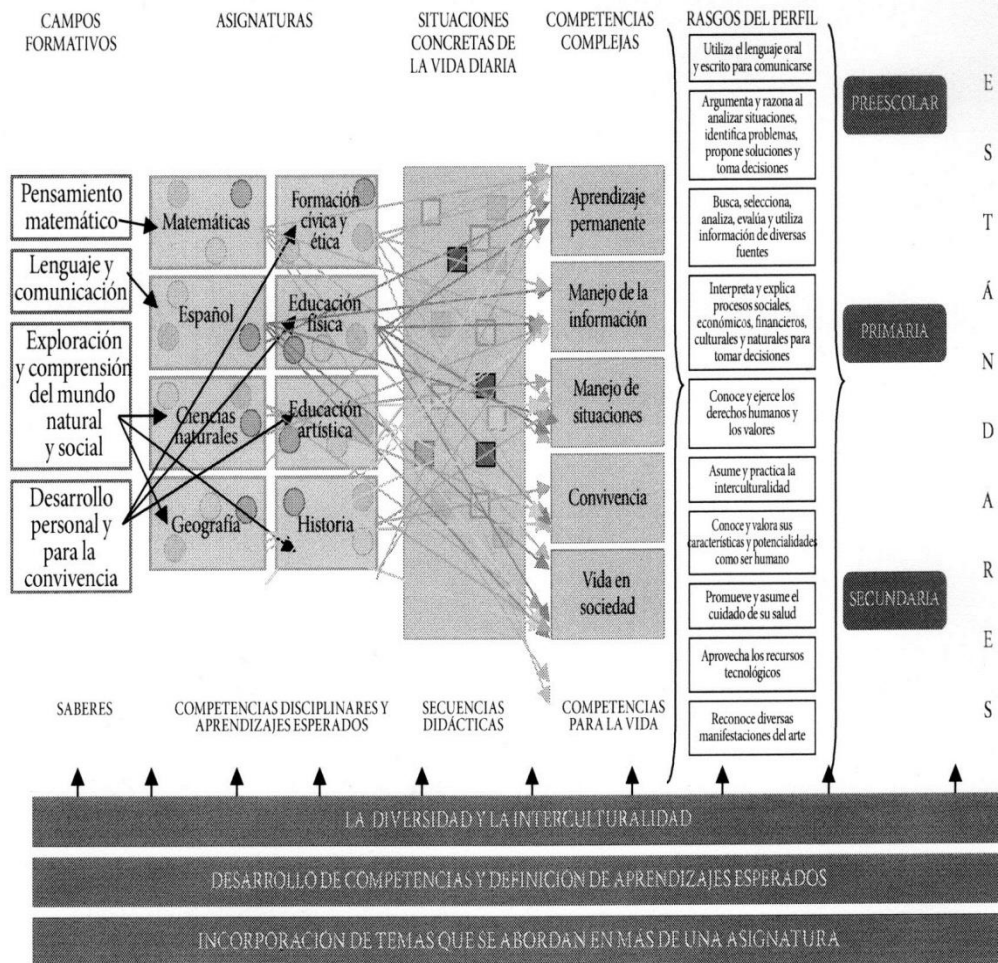 CAMPOS
FORMATIVOS
ASIGNATURAS
SITUACIONES
CONCRETAS DE
LA VIDA DIARIA
COMPETENCIAS
COMPLEJAS
RASGOS DEL PERFIL
Pensamiento
matemático
Lenguaje y
comunicación
Exploración
y comprensión
del mundo
natural
y social
Desarrollo
personal y
para la
convivencia
Matemáticas
Formación
cívica y
ética
Español
Educación
física
Ciencias
naturales
Educación
artística
Geografía
Historia
Aprendizaje
permanente
Manejo de la
información
Manejo de
situaciones
Convivencia
Vida en
sociedad
Utiliza el lenguaje oral
y escrito para comunicarse
Argumenta y razona al
analizar situaciones,
identifica problemas,
propone soluciones y
toma decisiones
Busca, selecciona,
analiza, evalúa y utiliza
información de diversas
fuentes
Interpreta y explica
procesos sociales,
económicos, financieros,
culturales y naturales para
tomar decisiones
Conoce y ejerce los
derechos humanos y
los valores
Asume y practica la
interculturalidad
Conoce y valora sus
características y potencialidades
como ser humano
Promueve y asume el
cuidado de su salud
Aprovecha los recursos
tecnológicos
Reconoce diversas
manifestaciones del arte
PREESCOLAR
PRIMARIA
SECUNDARIA
E
S
T
Á
N
D
A
R
E
S
SABERES
COMPETENCIAS DISCIPLINARES Y
APRENDIZAJES ESPERADOS
SECUENCIAS
DIDÁCTICAS
COMPETENCIAS
PARA LA VIDA
LA DIVERSIDAD Y LA INTERCULTURALIDAD
DESARROLLO DE COMPETENCIAS Y DEFINICIÓN DE APRENDIZAJES ESPERADOS
INCORPORACIÓN DE TEMAS QUE SE ABORDAN EN MÁS DE UNA ASIGNATURA